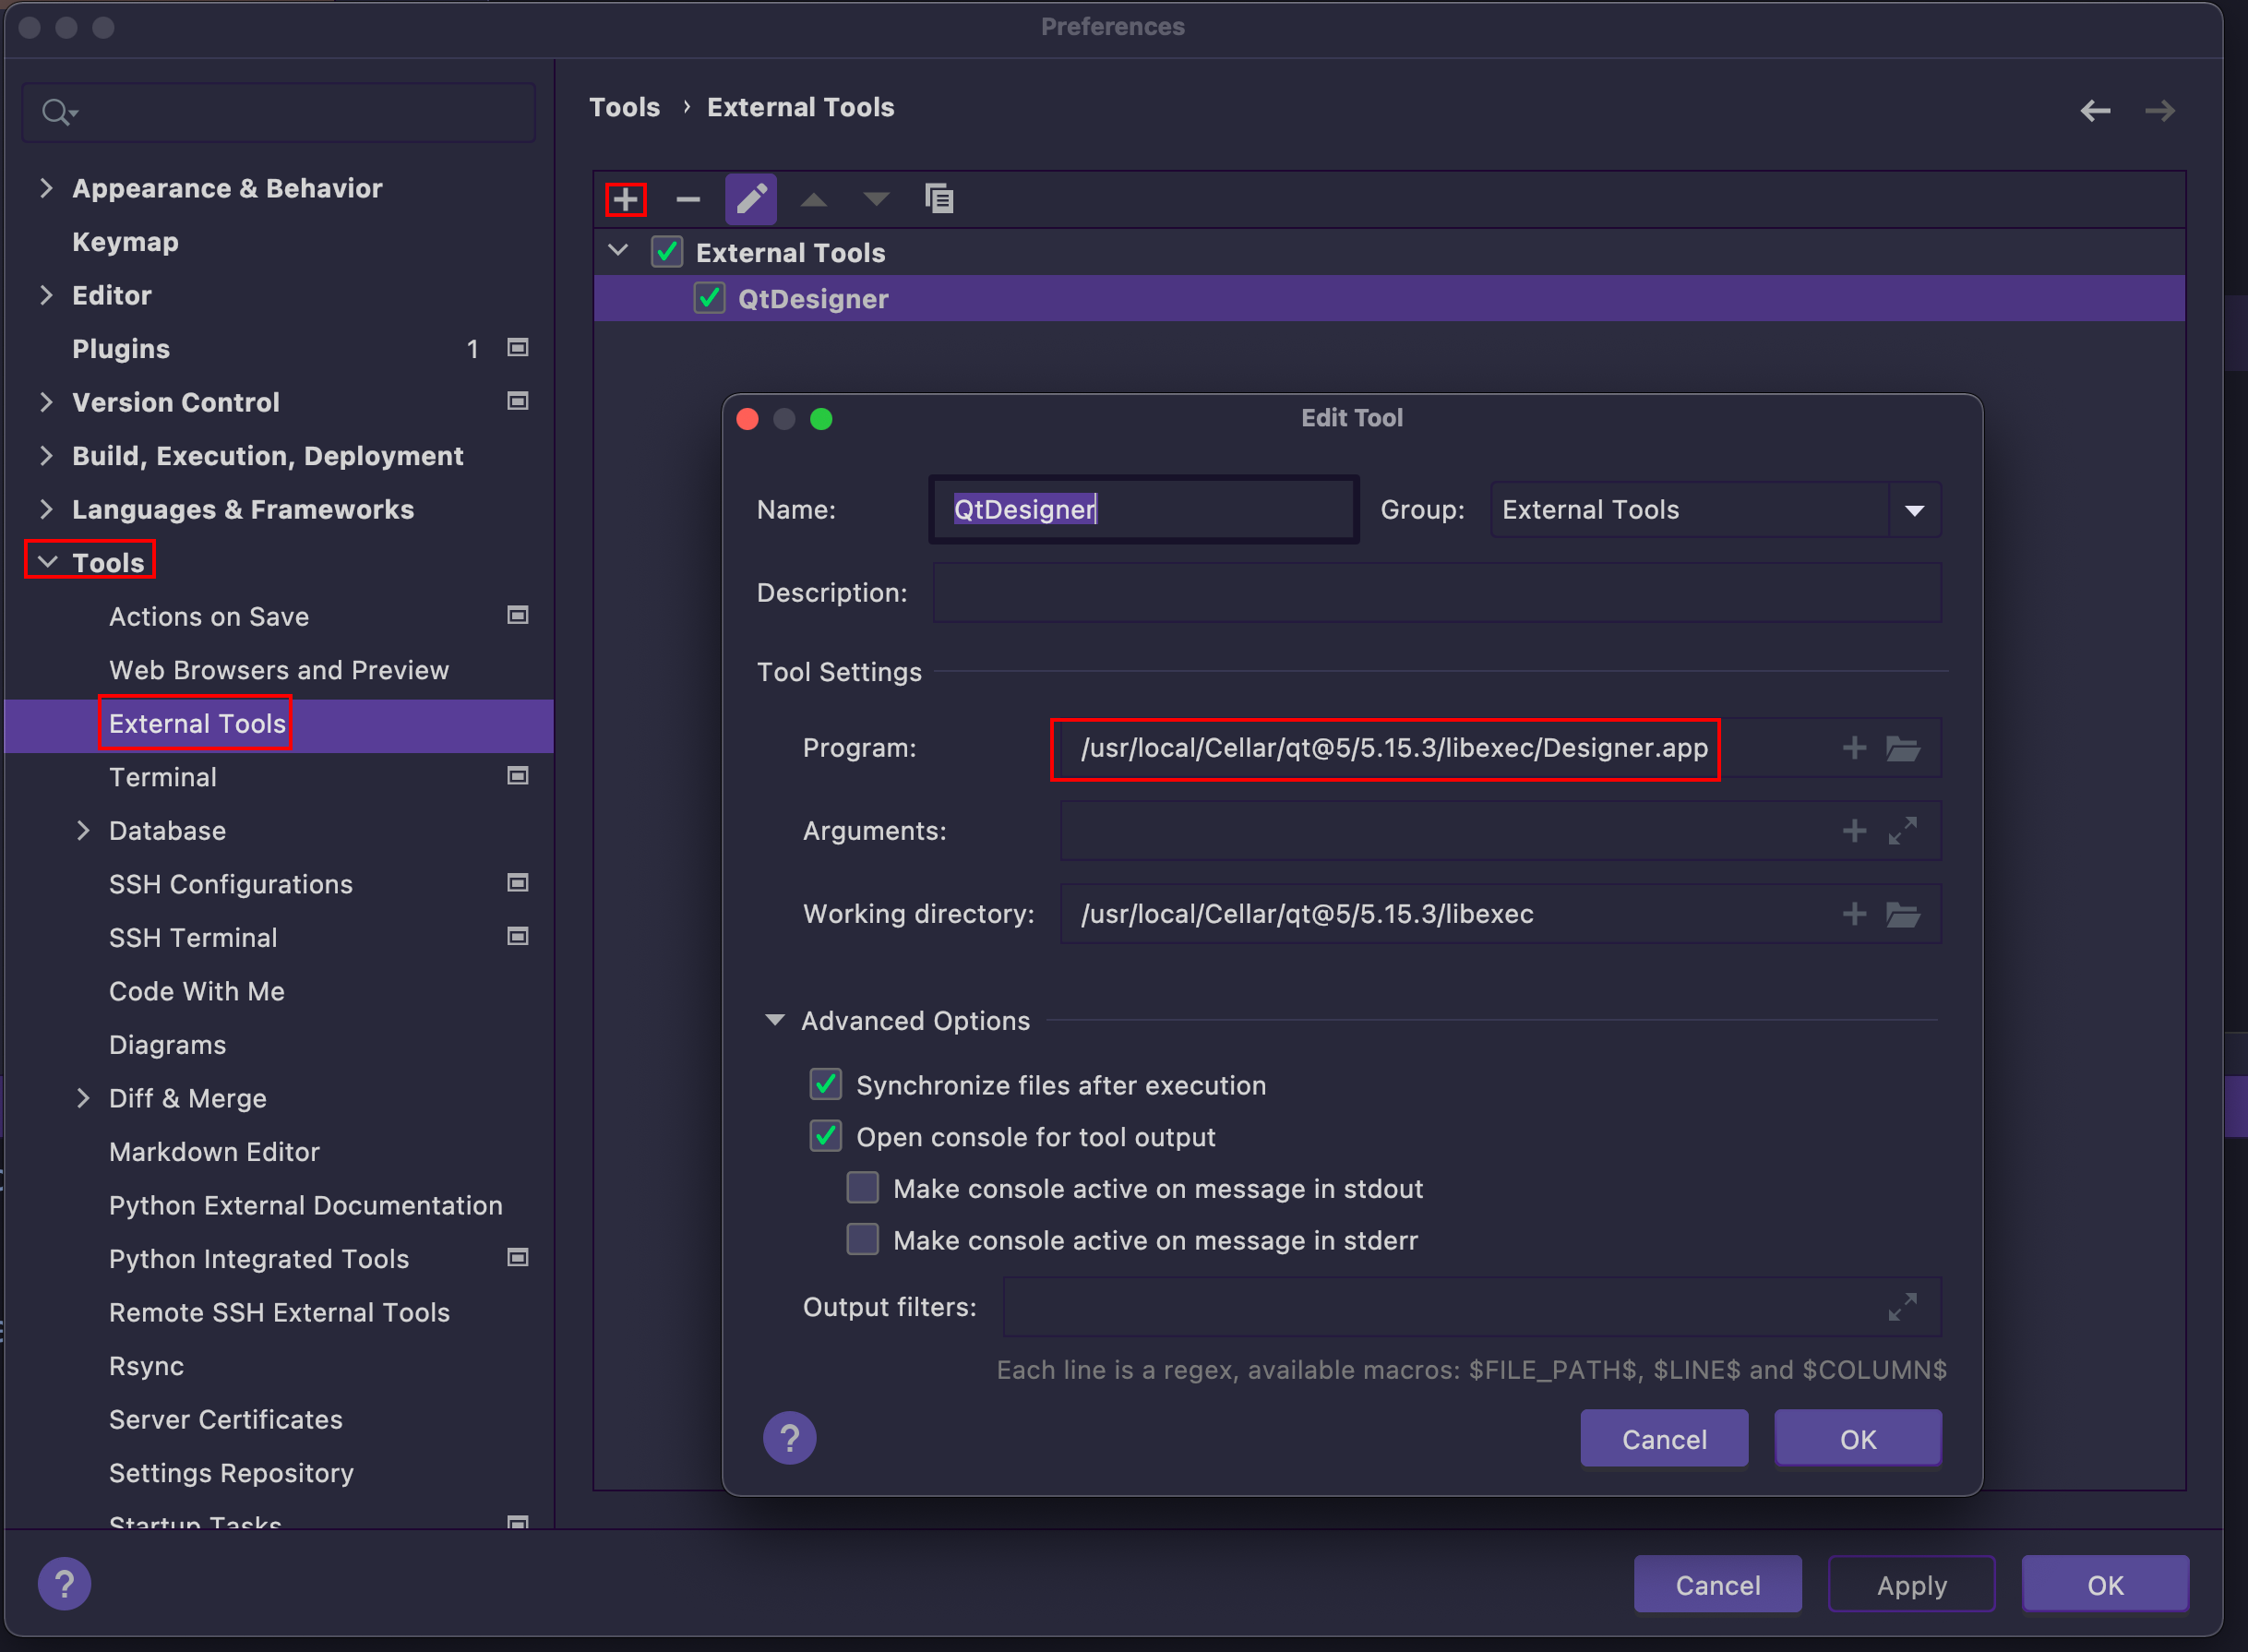 Preferences
Tools › External Tools
Appearance & Behavior
Keymap
Editor
Plugins 1
Version Control
Build, Execution, Deployment
Languages & Frameworks
Tools
Actions on Save
Web Browsers and Preview
External Tools
Terminal
Database
SSH Configurations
SSH Terminal
Code With Me
Diagrams
Diff & Merge
Markdown Editor
Python External Documentation
Python Integrated Tools
Remote SSH External Tools
Rsync
Server Certificates
Settings Repository
Startup Tasks
External Tools
QtDesigner
Edit Tool
Name: QtDesigner Group: External Tools
Description:
Tool Settings
Program: /usr/local/Cellar/qt@5/5.15.3/libexec/Designer.app
Arguments:
Working directory: /usr/local/Cellar/qt@5/5.15.3/libexec
Advanced Options
Synchronize files after execution
Open console for tool output
Make console active on message in stdout
Make console active on message in stderr
Output filters:
Each line is a regex, available macros: $FILE_PATH$, $LINE$ and $COLUMN$
? Cancel OK
? Cancel Apply OK